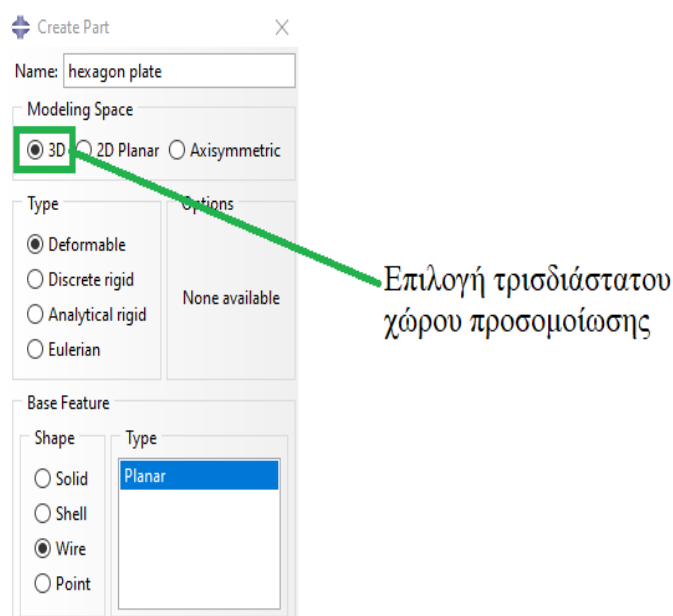 Create Part
Name: hexagon plate
Modeling Space
3D 2D Planar Axisymmetric
Type
Deformable
Discrete rigid
Analytical rigid
Eulerian
Options
None available
Επιλογή τρισδιάστατου
χώρου προσομοίωσης
Base Feature
Shape
Solid
Shell
Wire
Point
Type
Planar